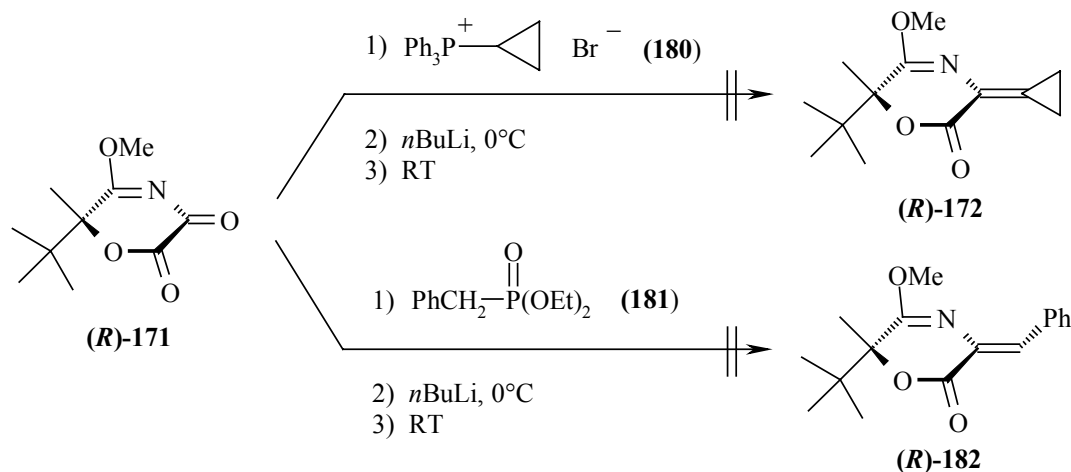 1) Ph3P+ Br− (180)
2) nBuLi, 0°C
3) RT
OMe
N
O
O
(R)-172
OMe
N
O
O
O
(R)-171
O
1) PhCH2 P(OEt)2 (181)
2) nBuLi, 0°C
3) RT
OMe
Ph
N
O
O
(R)-182